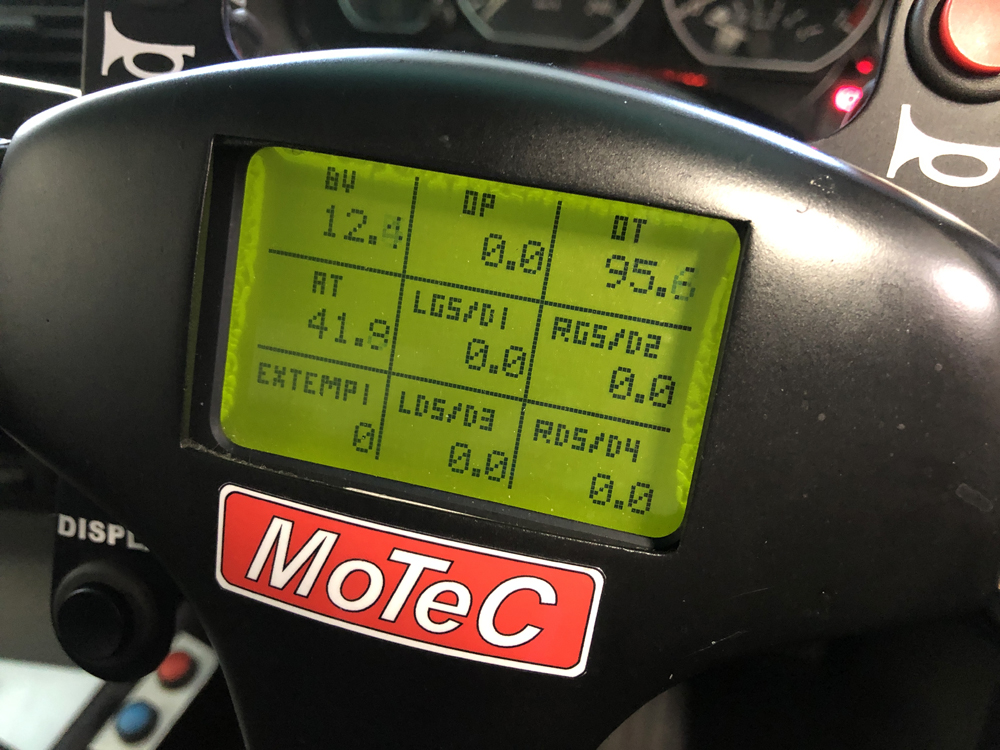 BV
12.4
OP
0.0
OT
95.6
AT
41.8
LGS/D1
0.0
RGS/D2
0.0
EXTEMP1
0
LDS/D3
0.0
RDS/D4
0.0
MoTeC
DISPL